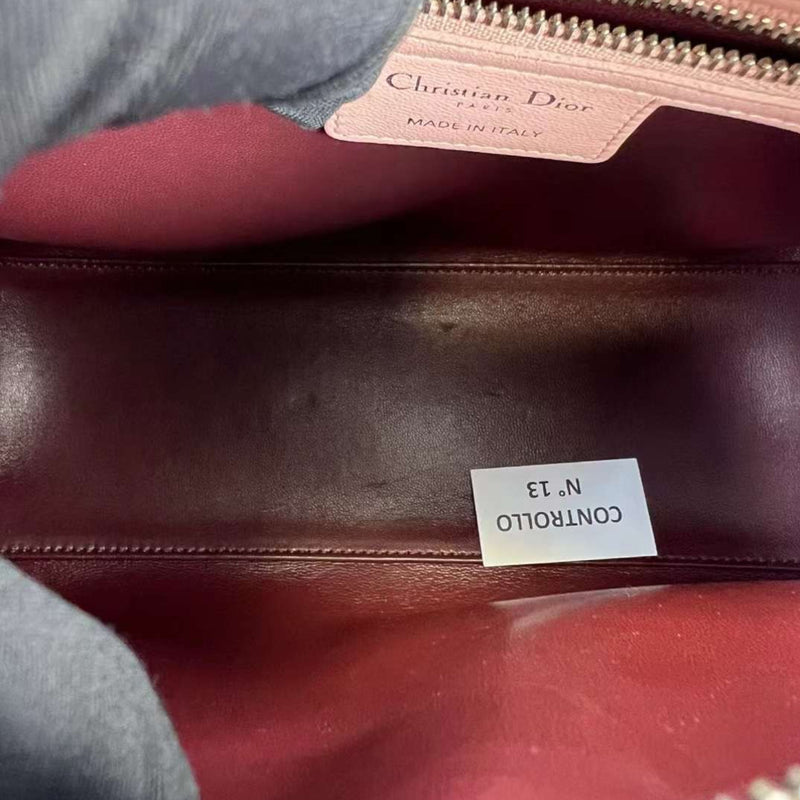 Christian Dior
PARIS
MADE IN ITALY
CONTROLLO
N° 13